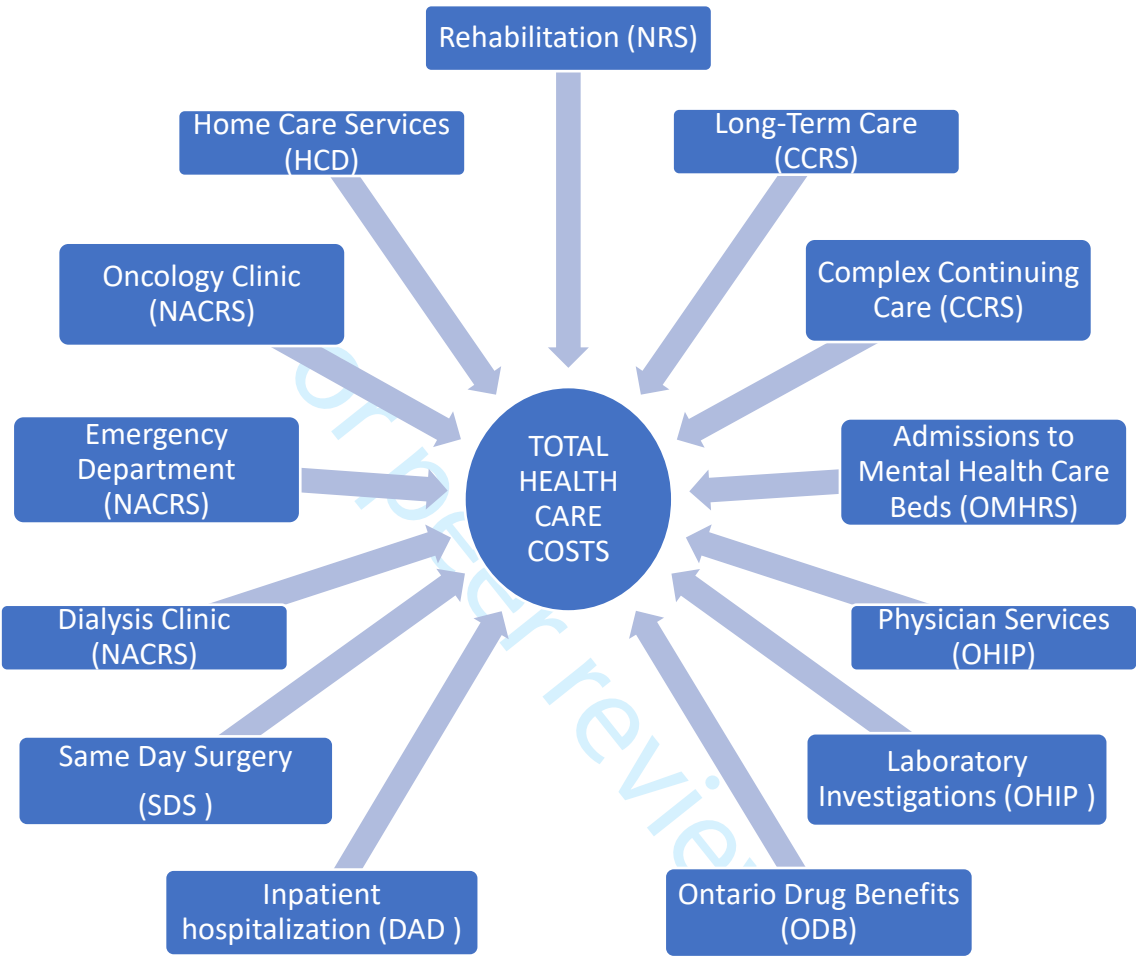 Rehabilitation (NRS)
Home Care Services
(HCD)
Long-Term Care
(CCRS)
Oncology Clinic
(NACRS)
Complex Continuing
Care (CCRS)
Emergency
Department
(NACRS)
TOTAL
HEALTH
CARE
COSTS
Admissions to
Mental Health Care
Beds (OMHRS)
Dialysis Clinic
(NACRS)
Physician Services
(OHIP)
Same Day Surgery
(SDS )
Laboratory
Investigations (OHIP )
Inpatient
hospitalization (DAD )
Ontario Drug Benefits
(ODB)